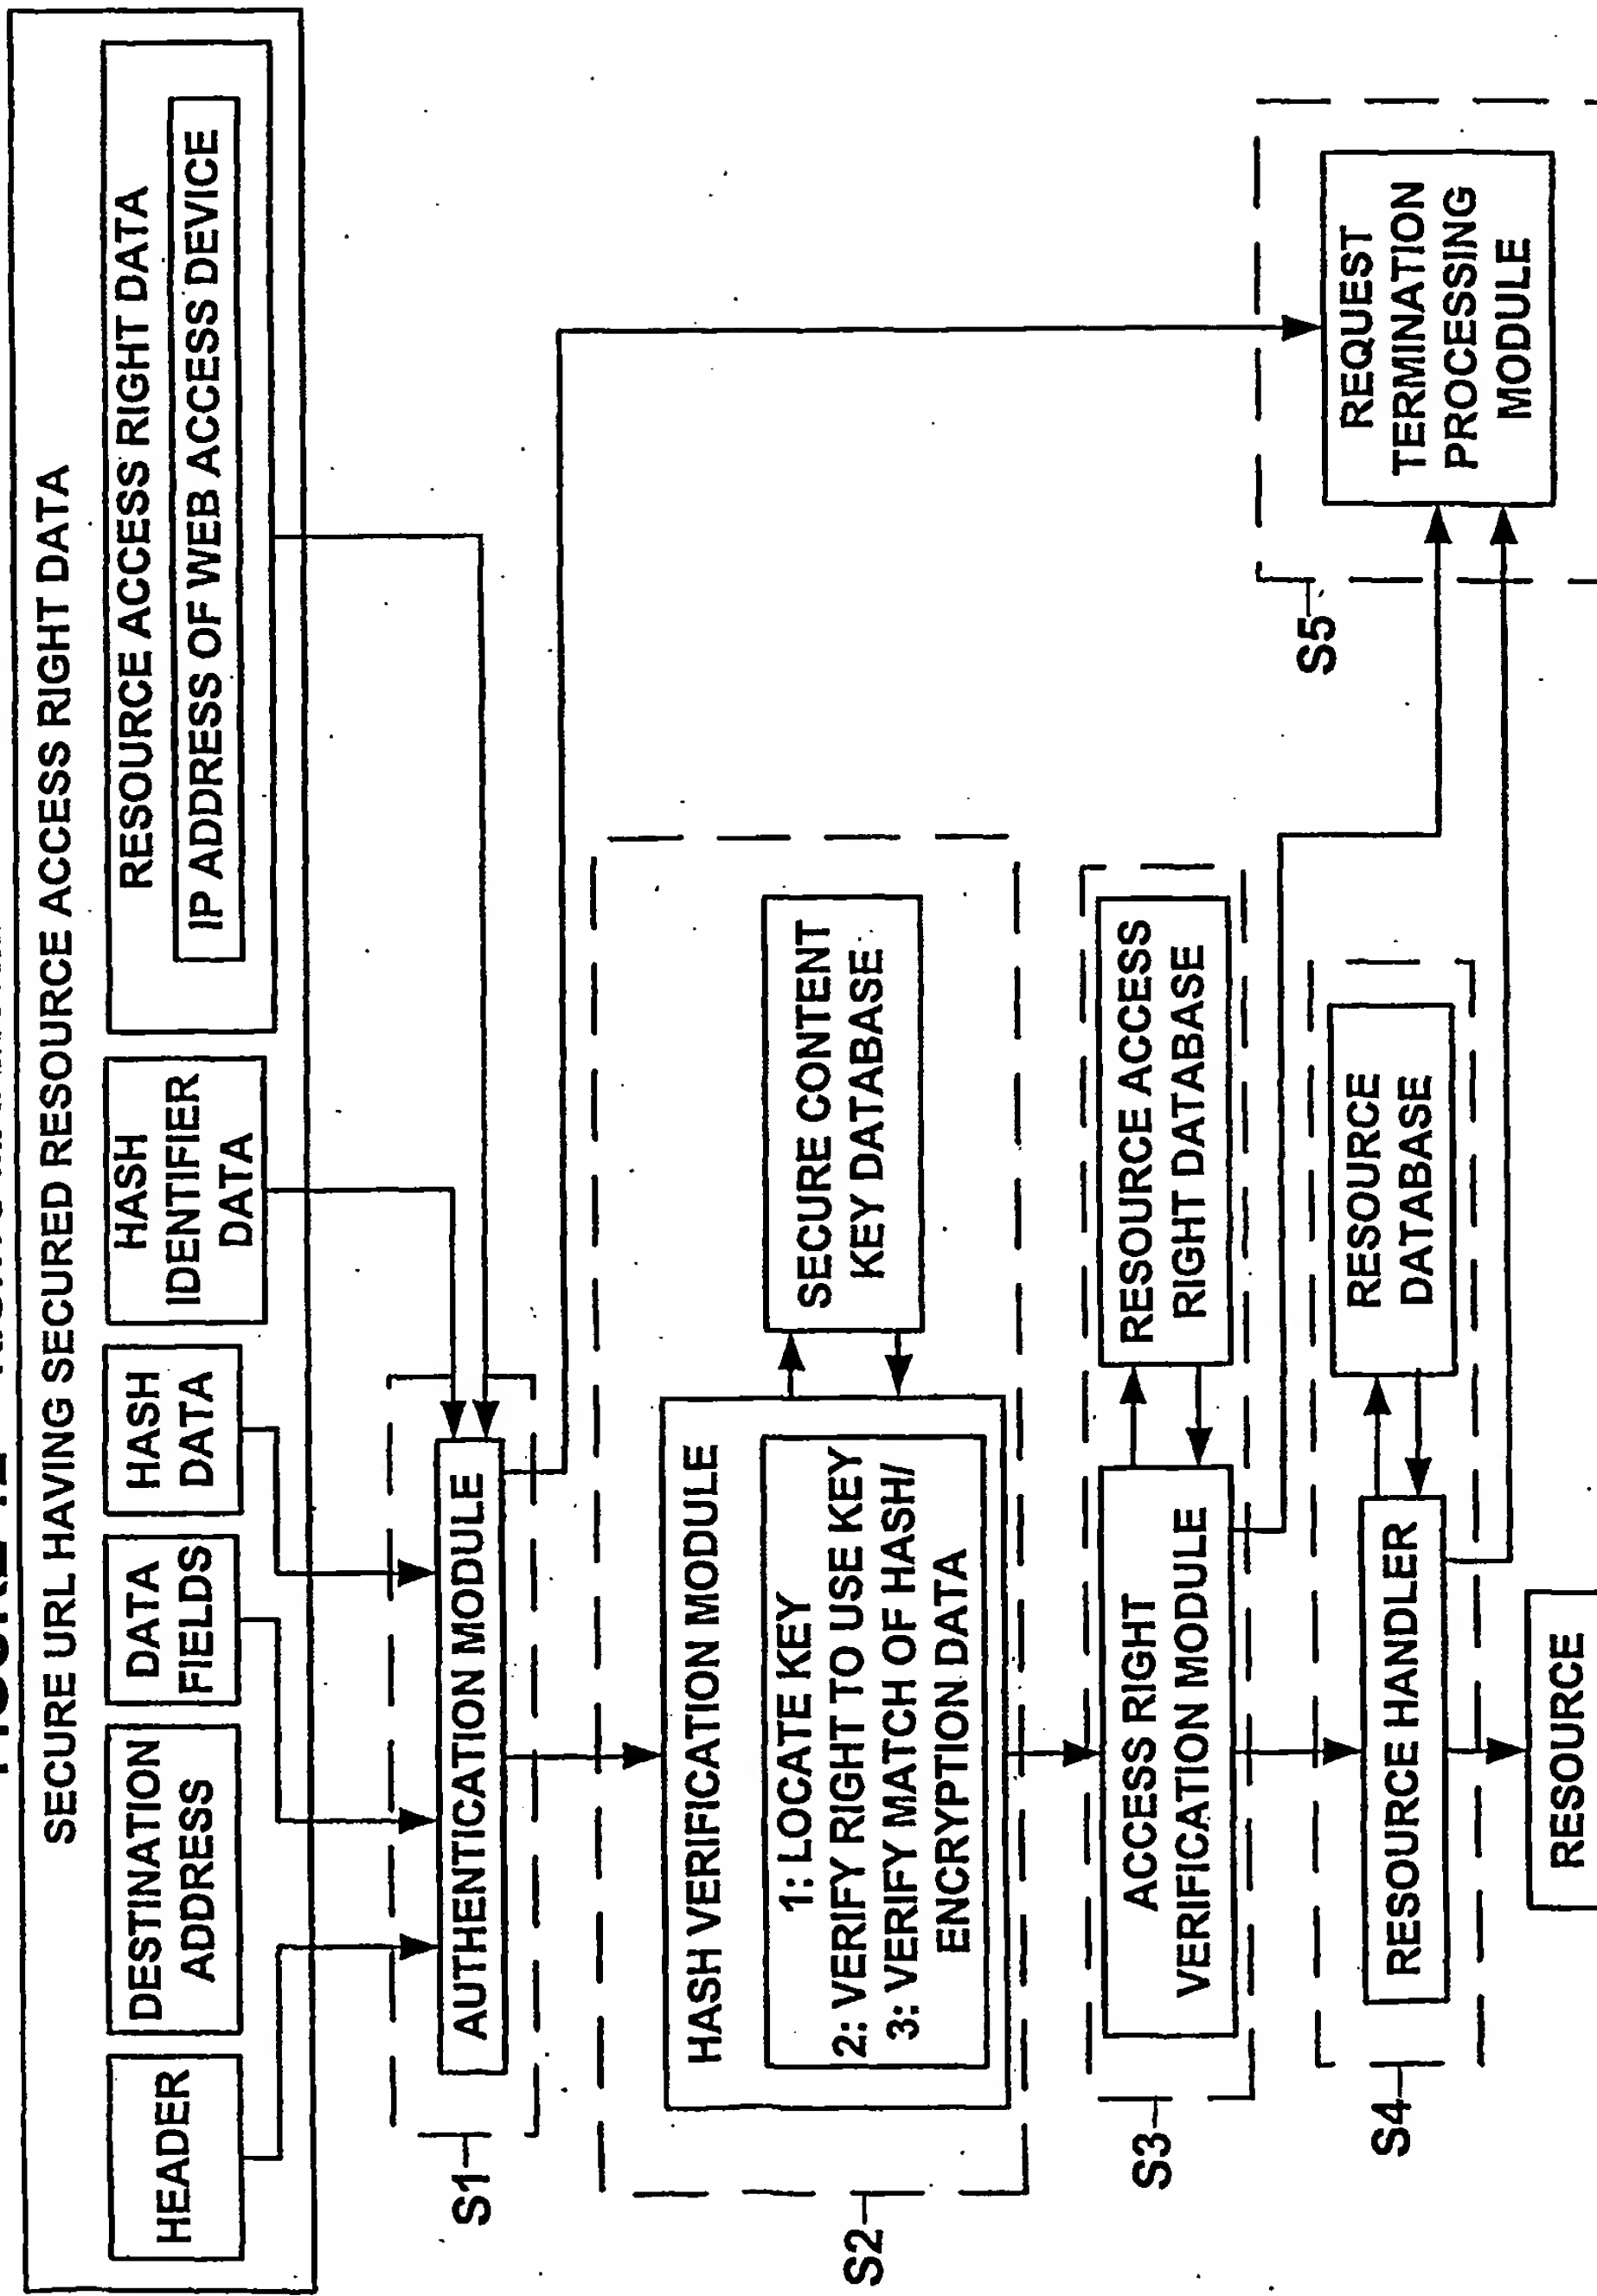 SECURE URL HAVING SECURED RESOURCE ACCESS RIGHT DATA
HEADER
DESTINATION
ADDRESS
DATA
FIELDS
HASH
DATA
HASH
IDENTIFIER
DATA
RESOURCE ACCESS RIGHT DATA
IP ADDRESS OF WEB ACCESS DEVICE
S1
AUTHENTICATION MODULE
S2
HASH VERIFICATION MODULE
1: LOCATE KEY
2: VERIFY RIGHT TO USE KEY
3: VERIFY MATCH OF HASH/
ENCRYPTION DATA
SECURE CONTENT
KEY DATABASE
S3
ACCESS RIGHT
VERIFICATION MODULE
RESOURCE ACCESS
RIGHT DATABASE
S4
RESOURCE HANDLER
RESOURCE
DATABASE
S5
REQUEST
TERMINATION
PROCESSING
MODULE
RESOURCE